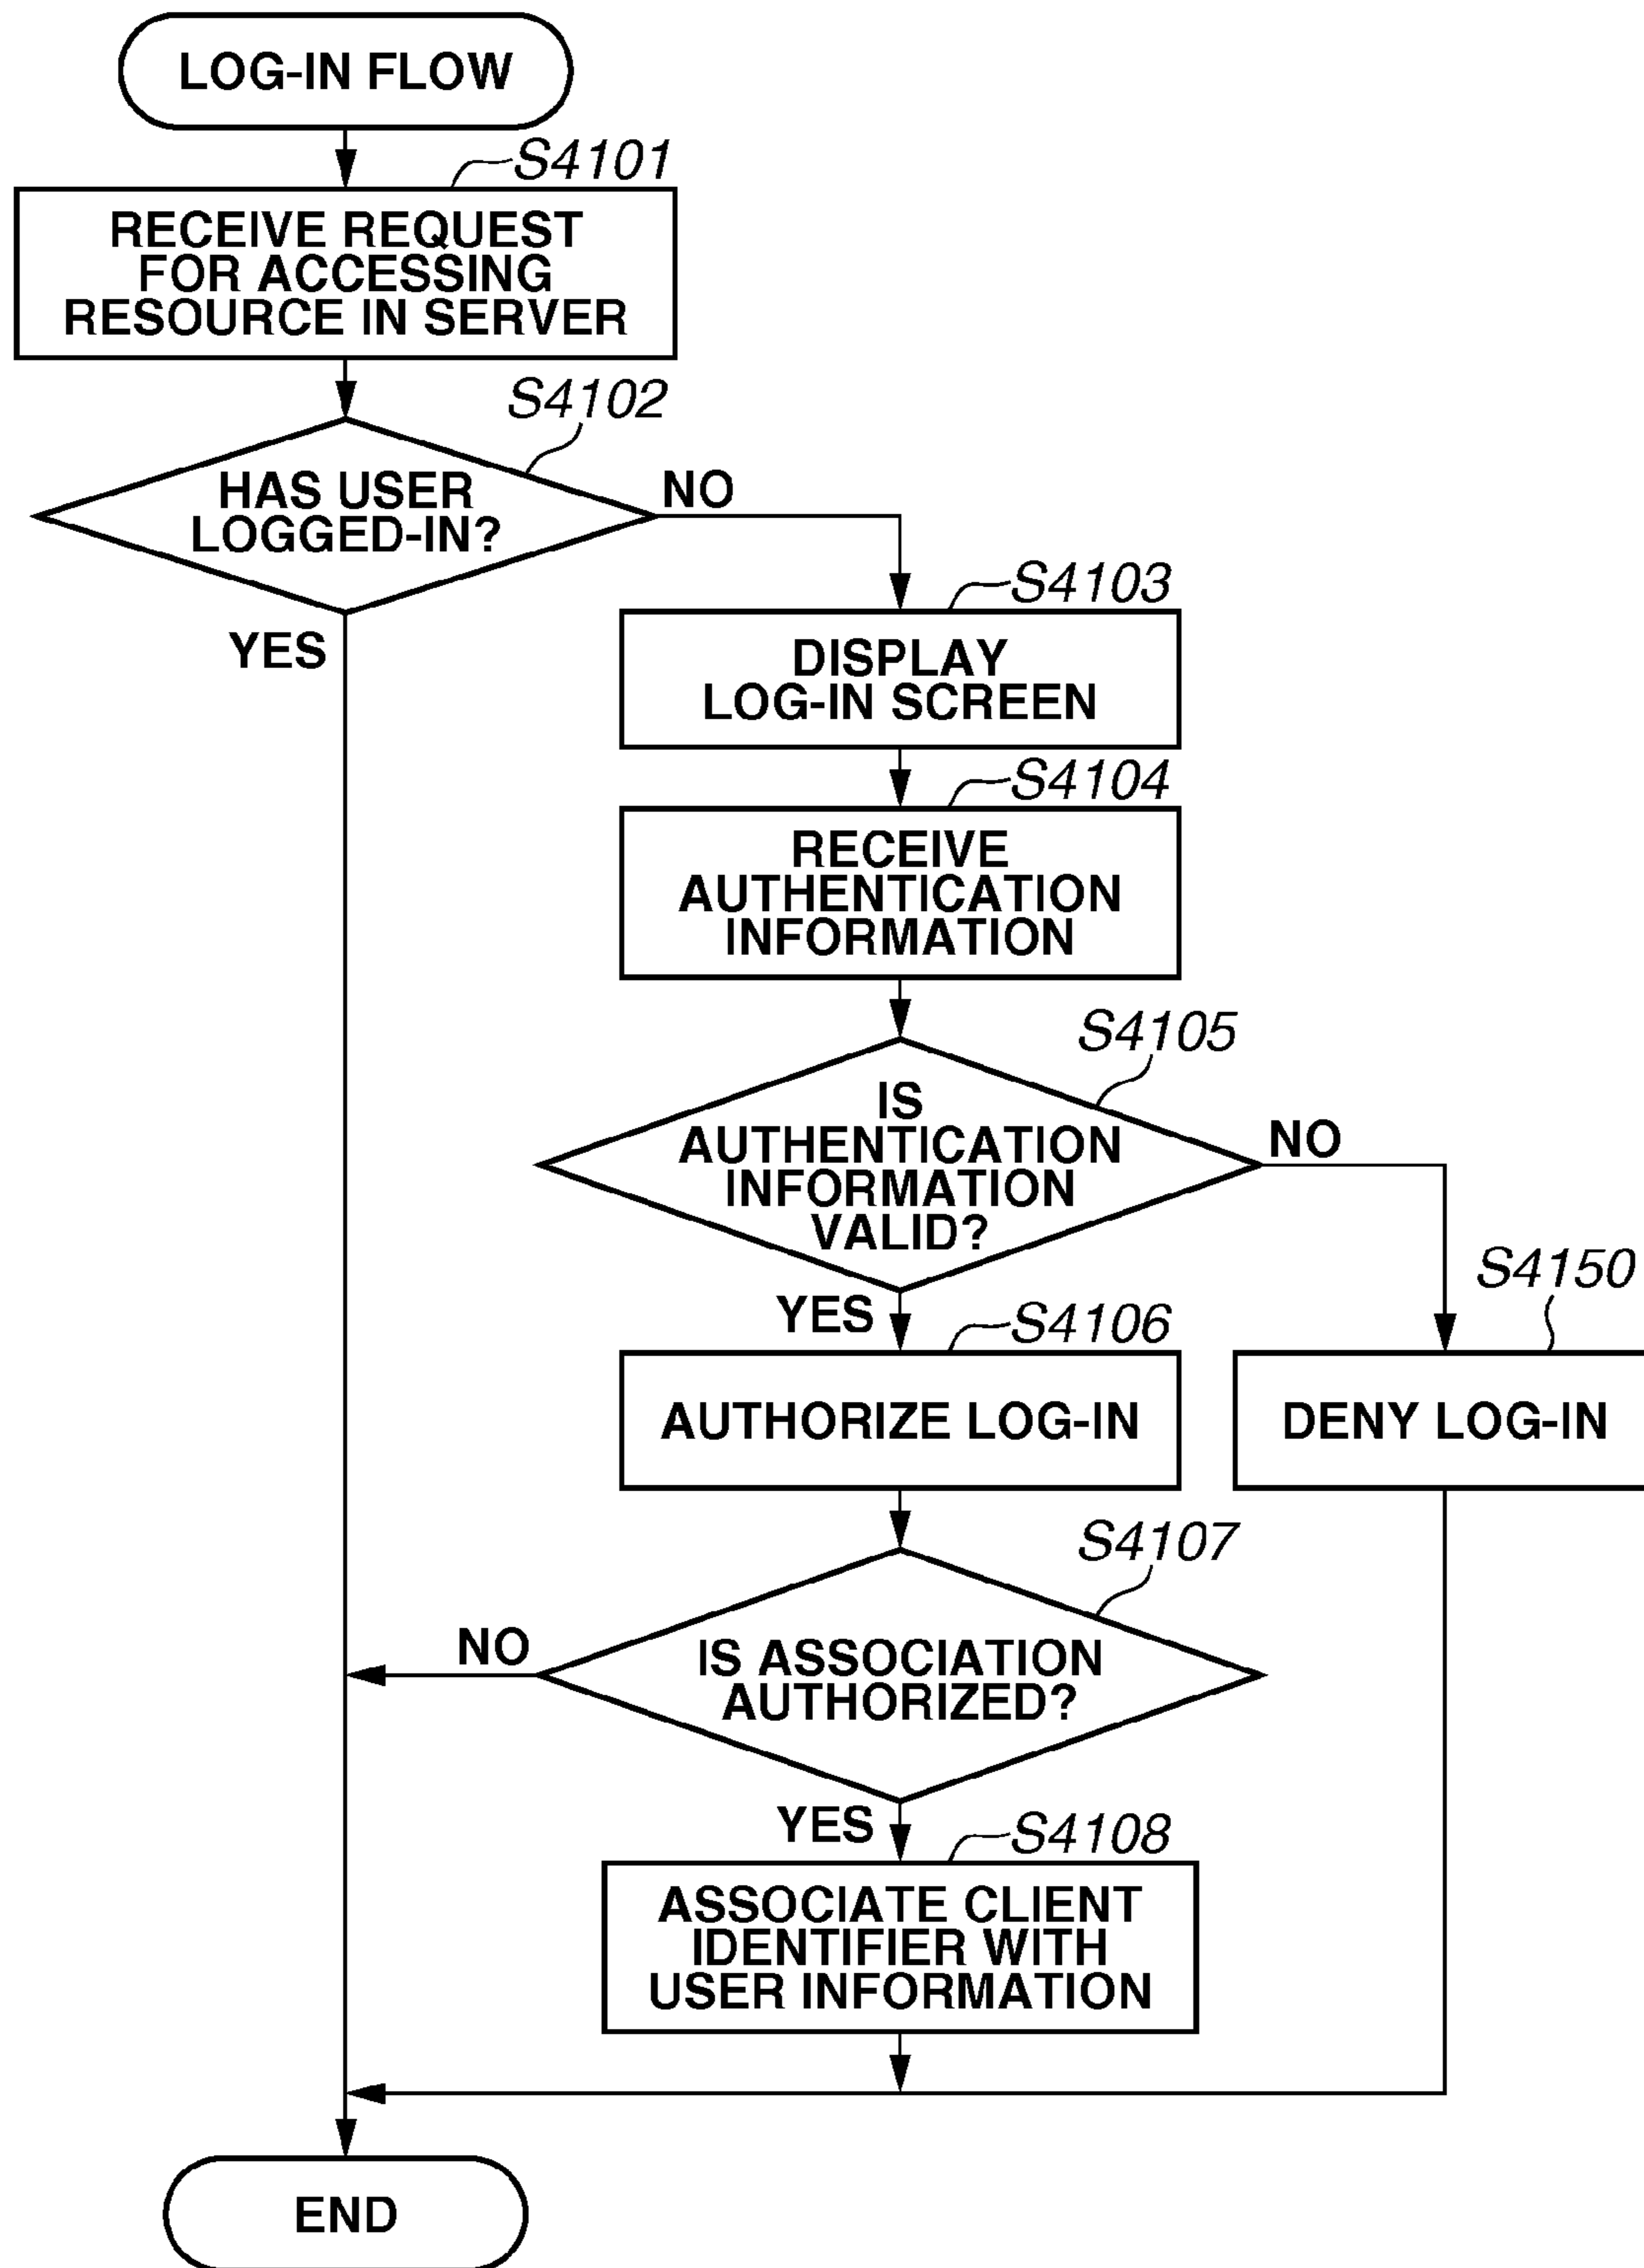 LOG-IN FLOW
S4101
RECEIVE REQUEST
FOR ACCESSING
RESOURCE IN SERVER
S4102
HAS USER
LOGGED-IN?
NO
YES
S4103
DISPLAY
LOG-IN SCREEN
S4104
RECEIVE
AUTHENTICATION
INFORMATION
S4105
IS
AUTHENTICATION
INFORMATION
VALID?
NO
YES
S4106
AUTHORIZE LOG-IN
S4150
DENY LOG-IN
S4107
IS ASSOCIATION
AUTHORIZED?
NO
YES
S4108
ASSOCIATE CLIENT
IDENTIFIER WITH
USER INFORMATION
END